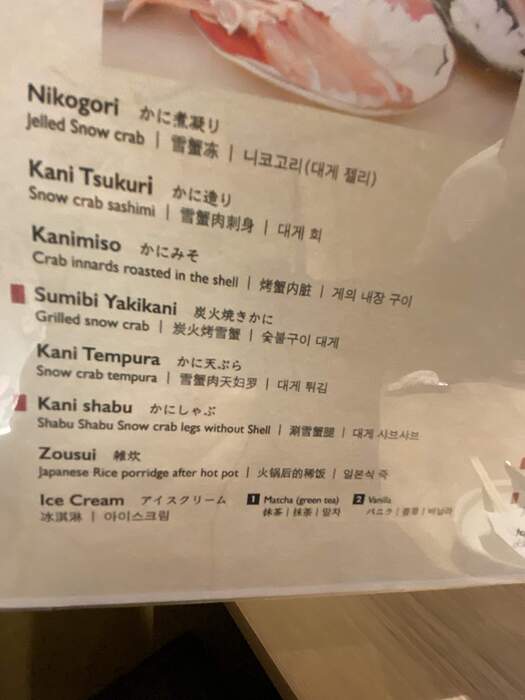 Nikogori かに煮凝り
Jelled Snow crab | 雪蟹冻 | 니코고리(대게 젤리)
Kani Tsukuri かに造り
Snow crab sashimi | 雪蟹肉刺身 | 대게 회
Kanimiso かにみそ
Crab innards roasted in the shell | 烤蟹内脏 | 게의 내장 구이
Sumibi Yakikani 炭火焼きかに
Grilled snow crab | 炭火烤雪蟹 | 숯불구이 대게
Kani Tempura かに天ぷら
Snow crab tempura | 雪蟹肉天妇罗 | 대게 튀김
Kani shabu かにしゃぶ
Shabu Shabu Snow crab legs without Shell | 涮雪蟹腿 | 대게 샤브샤브
Zousui 雑炊
Japanese Rice porridge after hot pot | 火锅后的稀饭 | 일본식 죽
Ice Cream アイスクリーム 1 Matcha (green tea) 2 Vanilla
冰淇淋 | 아이스크림 抹茶 | 抹茶 | 말차 バニラ | 香草 | 바닐라